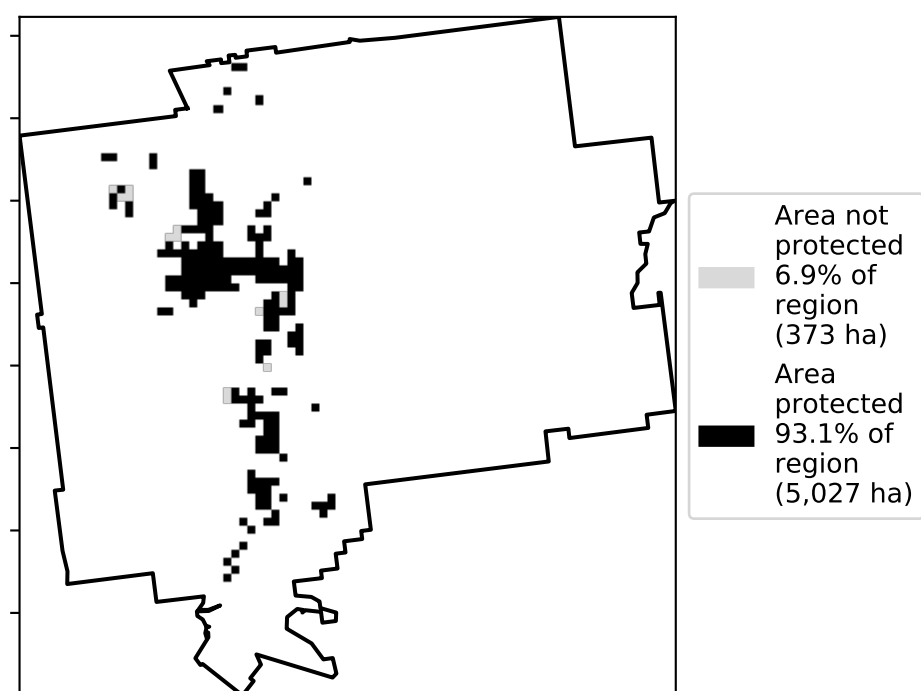 Area not
protected
6.9% of
region
(373 ha)
Area
protected
93.1% of
region
(5,027 ha)